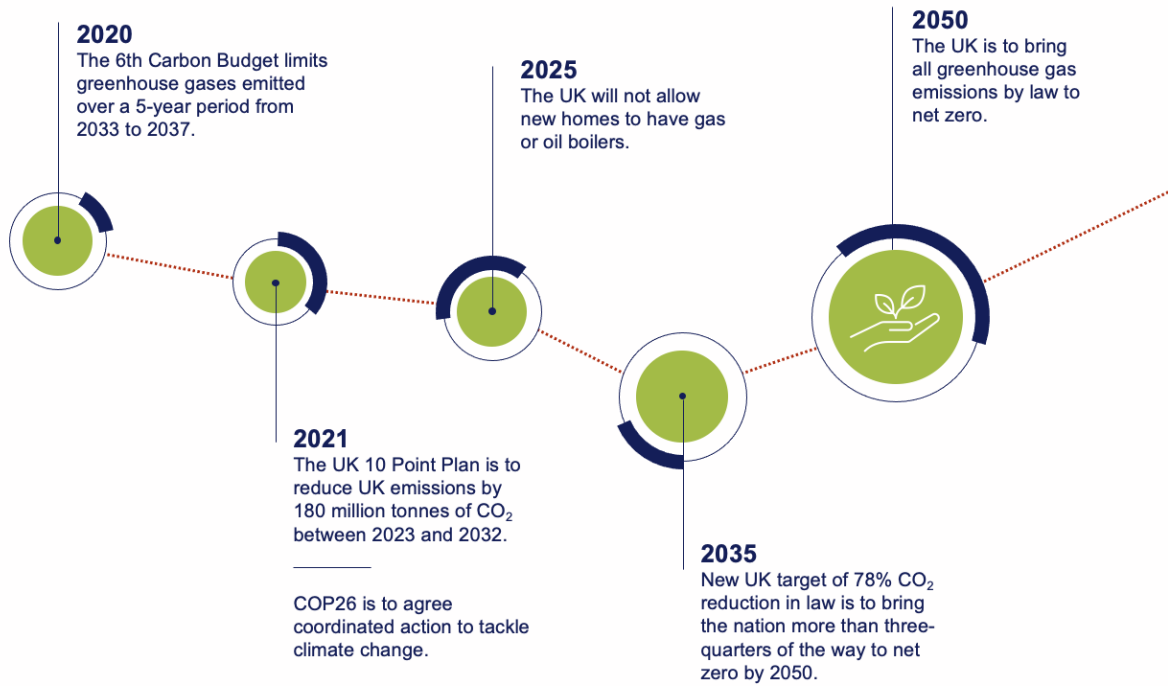 2020
The 6th Carbon Budget limits
greenhouse gases emitted
over a 5-year period from
2033 to 2037.
2021
The UK 10 Point Plan is to
reduce UK emissions by
180 million tonnes of CO₂
between 2023 and 2032.
COP26 is to agree
coordinated action to tackle
climate change.
2025
The UK will not allow
new homes to have gas
or oil boilers.
2035
New UK target of 78% CO₂
reduction in law is to bring
the nation more than three-
quarters of the way to net
zero by 2050.
2050
The UK is to bring
all greenhouse gas
emissions by law to
net zero.